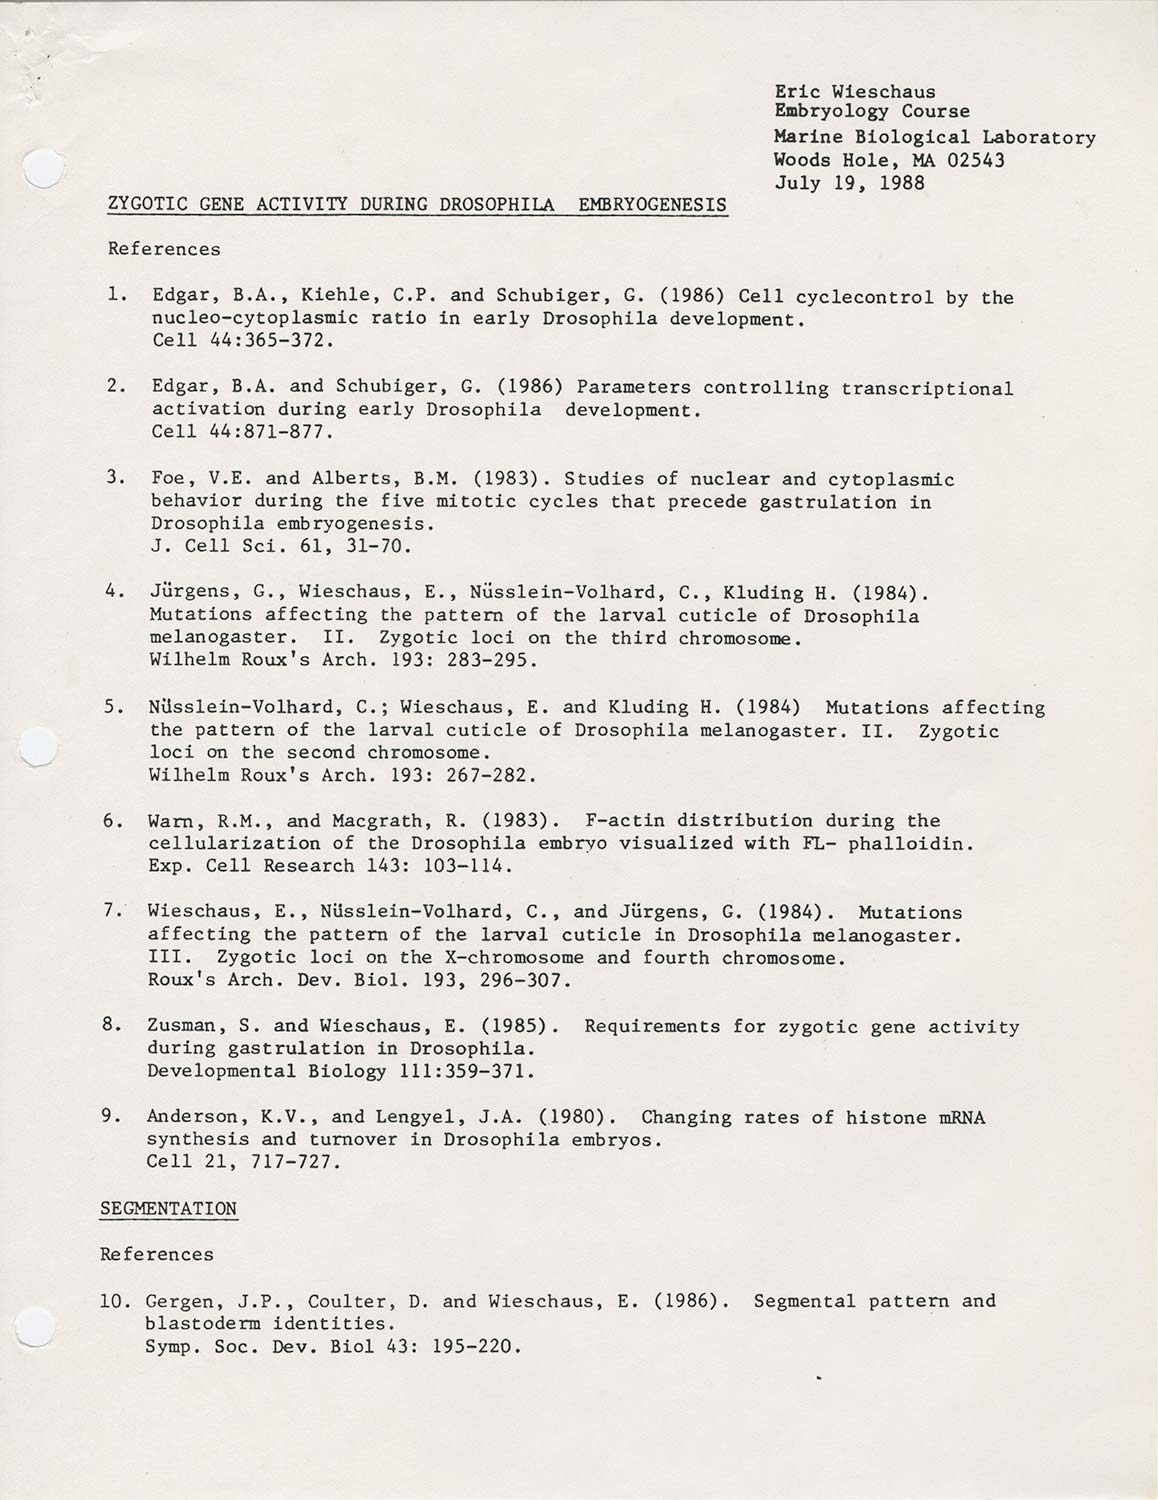 Eric Wieschaus
Embryology Course
Marine Biological Laboratory
Woods Hole, MA 02543
July 19, 1988
ZYGOTIC GENE ACTIVITY DURING DROSOPHILA  EMBRYOGENESIS
References
1.  Edgar, B.A., Kiehle, C.P. and Schubiger, G. (1986) Cell cyclecontrol by the
nucleo-cytoplasmic ratio in early Drosophila development.
Cell 44:365-372.
2.  Edgar, B.A. and Schubiger, G. (1986) Parameters controlling transcriptional
activation during early Drosophila  development.
Cell 44:871-877.
3.  Foe, V.E. and Alberts, B.M. (1983). Studies of nuclear and cytoplasmic
behavior during the five mitotic cycles that precede gastrulation in
Drosophila embryogenesis.
J. Cell Sci. 61, 31-70.
4.  Jürgens, G., Wieschaus, E., Nüsslein-Volhard, C., Kluding H. (1984).
Mutations affecting the pattern of the larval cuticle of Drosophila
melanogaster.  II.  Zygotic loci on the third chromosome.
Wilhelm Roux's Arch. 193: 283-295.
5.  Nüsslein-Volhard, C.; Wieschaus, E. and Kluding H. (1984)  Mutations affecting
the pattern of the larval cuticle of Drosophila melanogaster. II.  Zygotic
loci on the second chromosome.
Wilhelm Roux's Arch. 193: 267-282.
6.  Warn, R.M., and Macgrath, R. (1983).  F-actin distribution during the
cellularization of the Drosophila embryo visualized with FL- phalloidin.
Exp. Cell Research 143: 103-114.
7.  Wieschaus, E., Nüsslein-Volhard, C., and Jürgens, G. (1984).  Mutations
affecting the pattern of the larval cuticle in Drosophila melanogaster.
III.  Zygotic loci on the X-chromosome and fourth chromosome.
Roux's Arch. Dev. Biol. 193, 296-307.
8.  Zusman, S. and Wieschaus, E. (1985).  Requirements for zygotic gene activity
during gastrulation in Drosophila.
Developmental Biology 111:359-371.
9.  Anderson, K.V., and Lengyel, J.A. (1980).  Changing rates of histone mRNA
synthesis and turnover in Drosophila embryos.
Cell 21, 717-727.
SEGMENTATION
References
10. Gergen, J.P., Coulter, D. and Wieschaus, E. (1986).  Segmental pattern and
blastoderm identities.
Symp. Soc. Dev. Biol 43: 195-220.